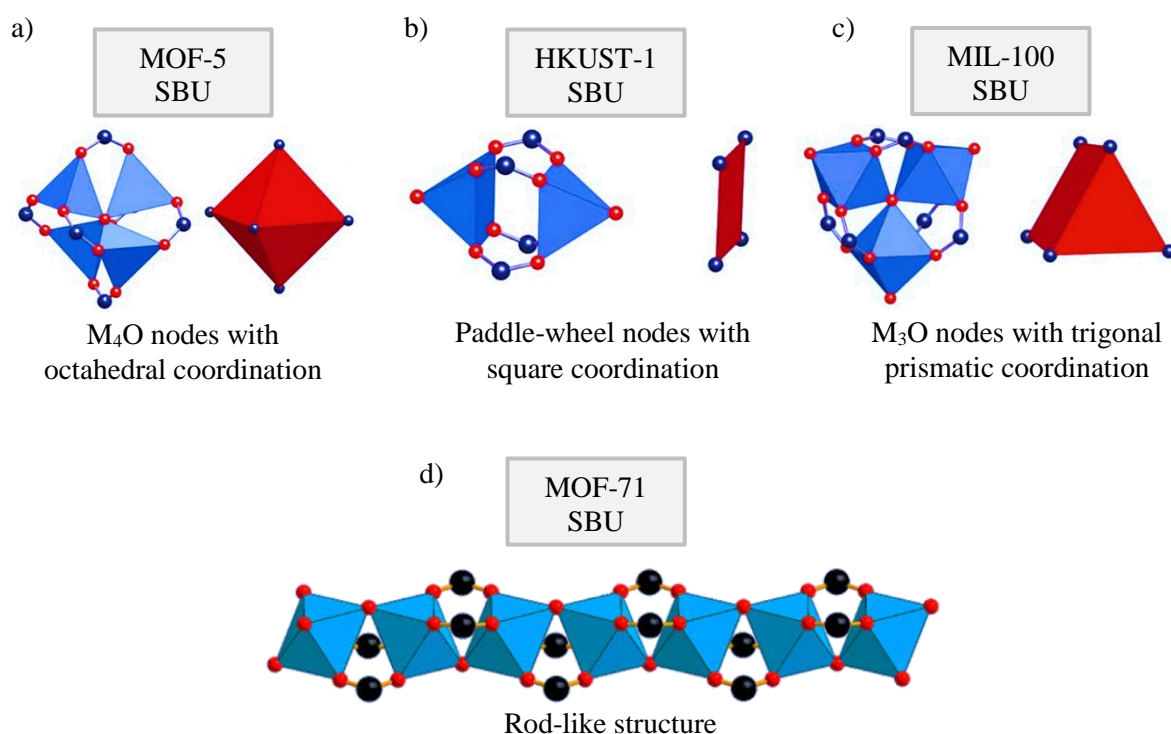 a)
MOF-5
SBU
M₄O nodes with
octahedral coordination
b)
HKUST-1
SBU
Paddle-wheel nodes with
square coordination
c)
MIL-100
SBU
M₃O nodes with trigonal
prismatic coordination
d)
MOF-71
SBU
Rod-like structure